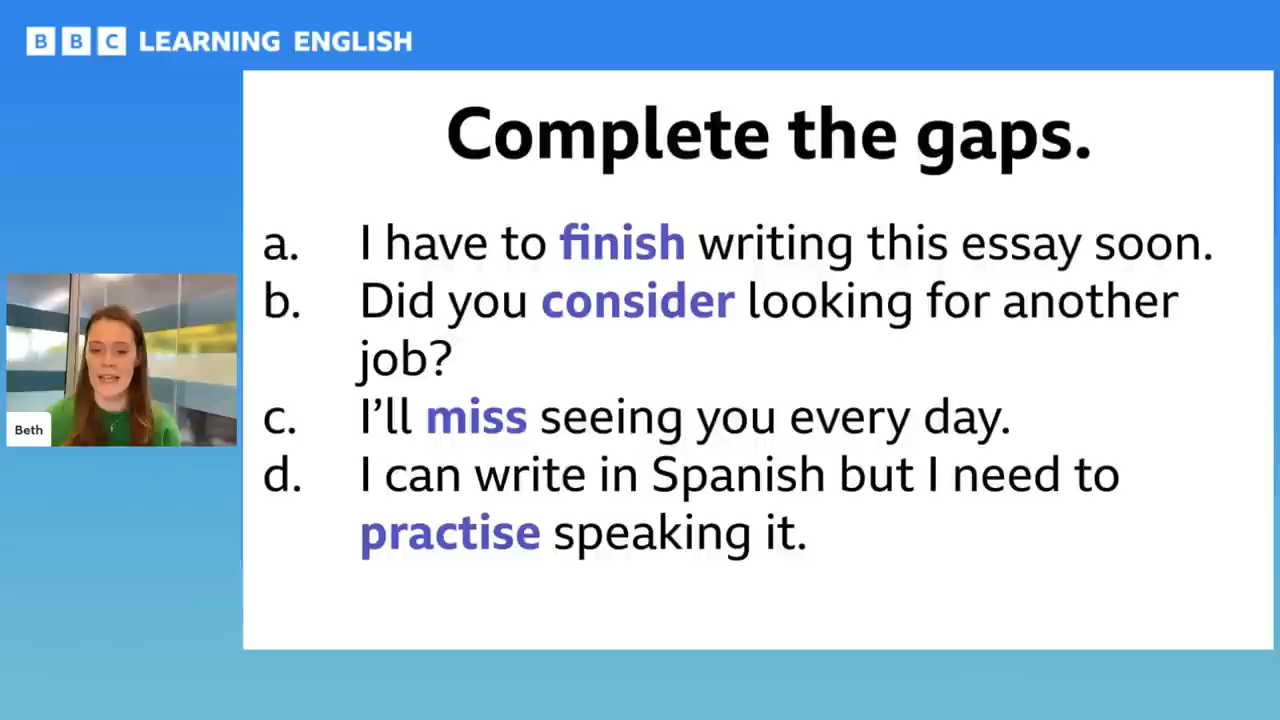 BBC LEARNING ENGLISH
Complete the gaps.
a. I have to finish writing this essay soon.
b. Did you consider looking for another
job?
c. I’ll miss seeing you every day.
d. I can write in Spanish but I need to
practise speaking it.
Beth